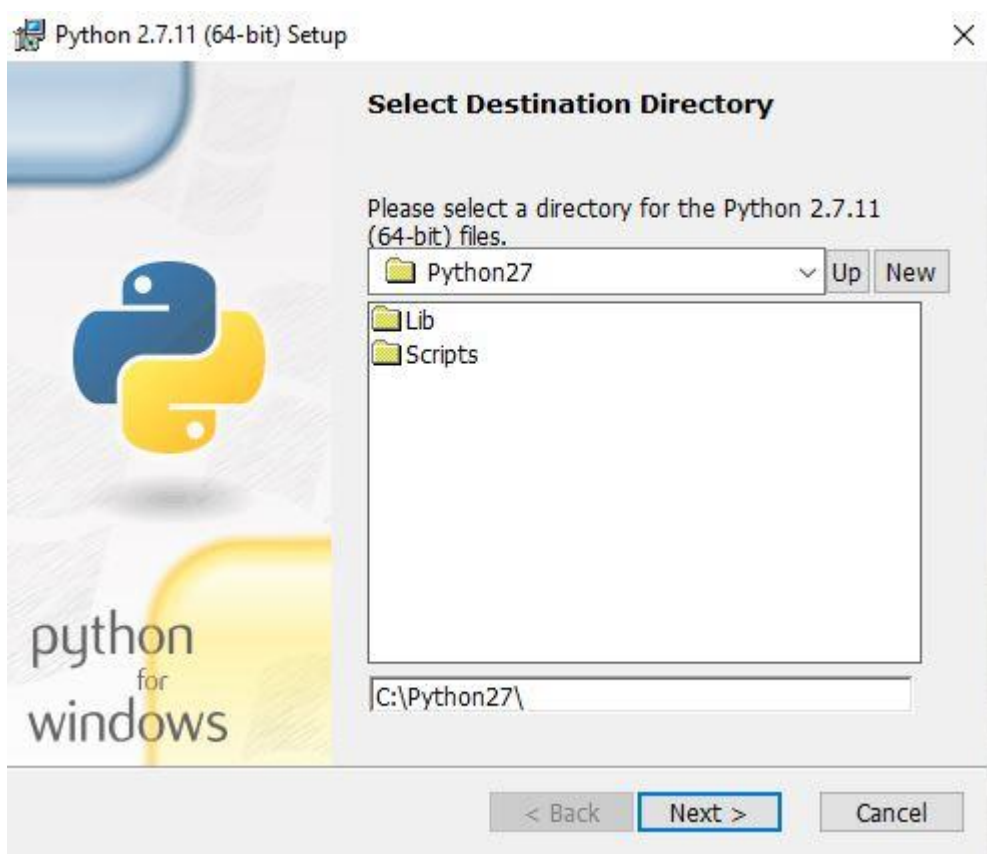 Python 2.7.11 (64-bit) Setup
Select Destination Directory
Please select a directory for the Python 2.7.11
(64-bit) files.
Python27
Up
New
Lib
Scripts
python
for
windows
C:\Python27\
< Back
Next >
Cancel